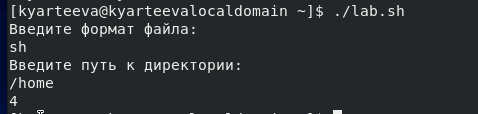 [kyarteeva@kyarteevalocaldomain ~]$ ./lab.sh
Введите формат файла:
sh
Введите путь к директории:
/home
4